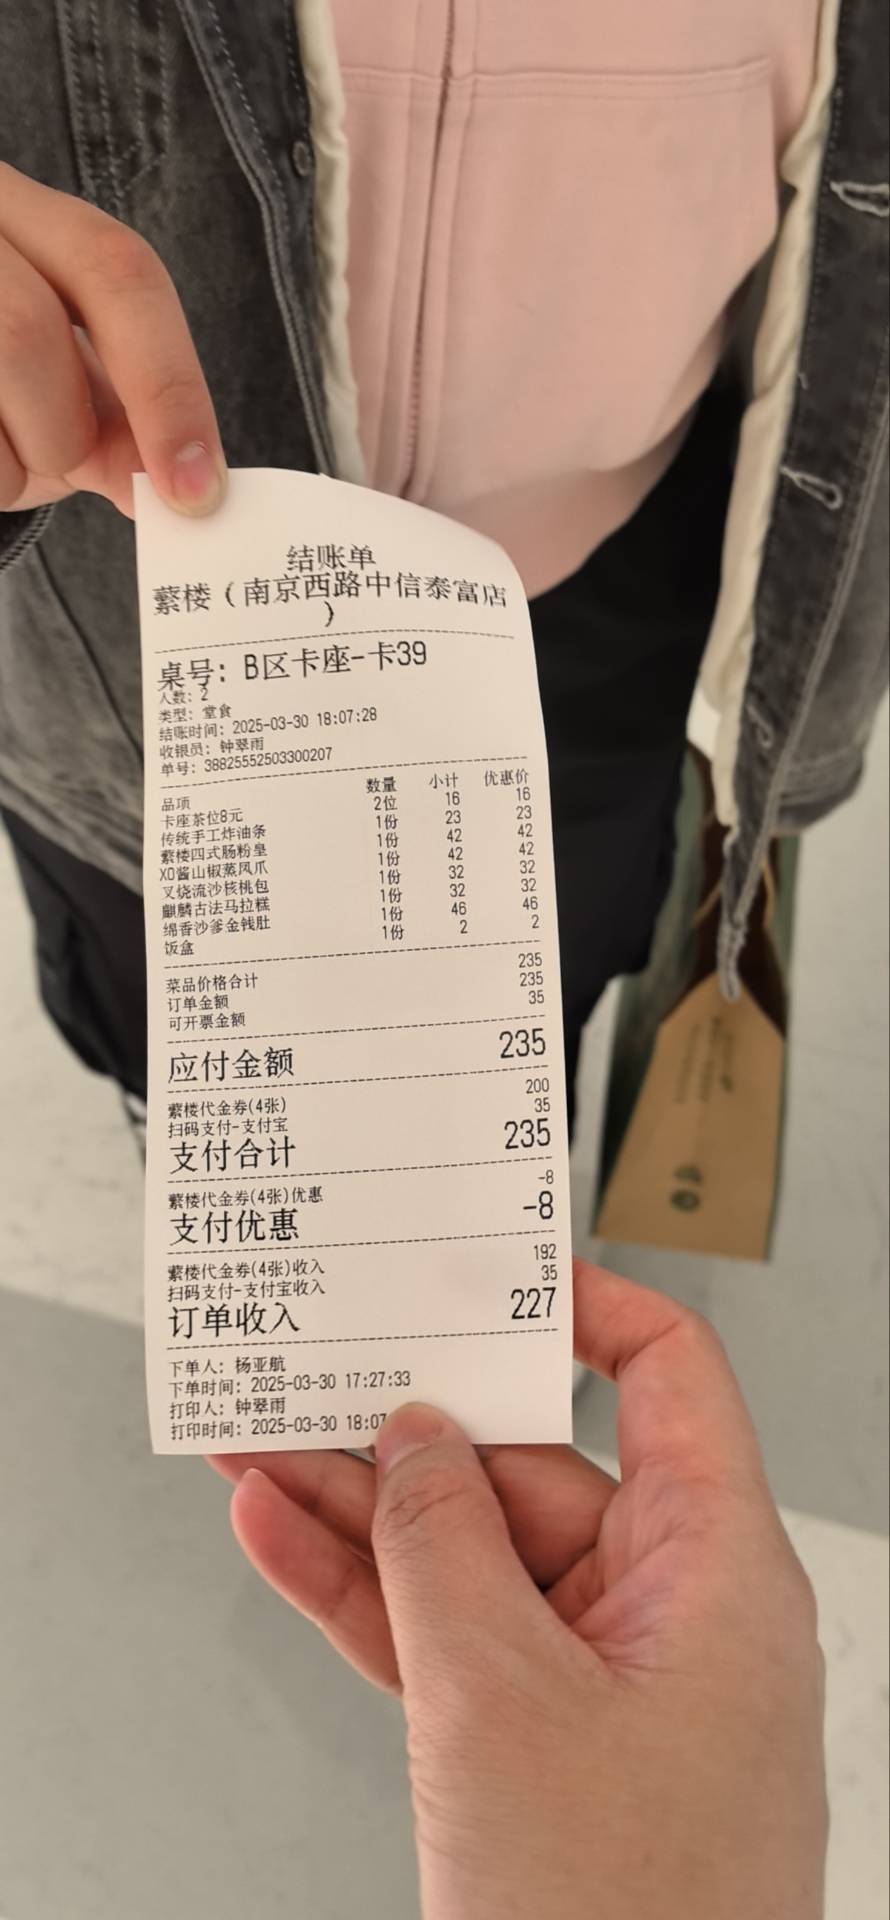 结账单
蘩楼（南京西路中信泰富店
）
桌号: B区卡座-卡39
人数: 2
类型: 堂食
结账时间: 2025-03-30 18:07:28
收银员: 钟翠雨
单号: 38825552503300207
品项 数量 小计 优惠价
卡座茶位8元 2位 16 16
传统手工炸油条 1份 23 23
蘩楼四式肠粉皇 1份 42 42
XO酱山椒蒸凤爪 1份 42 42
叉烧流沙核桃包 1份 32 32
麒麟古法马拉糕 1份 32 32
绵香沙爹金钱肚 1份 46 46
饭盒 1份 2 2
菜品价格合计 235
订单金额 235
可开票金额 35
应付金额 235
蘩楼代金券(4张) 200
扫码支付-支付宝 35
支付合计 235
蘩楼代金券(4张)优惠 -8
支付优惠 -8
蘩楼代金券(4张)收入 192
扫码支付-支付宝收入 35
订单收入 227
下单人: 杨亚航
下单时间: 2025-03-30 17:27:33
打印人: 钟翠雨
打印时间: 2025-03-30 18:07